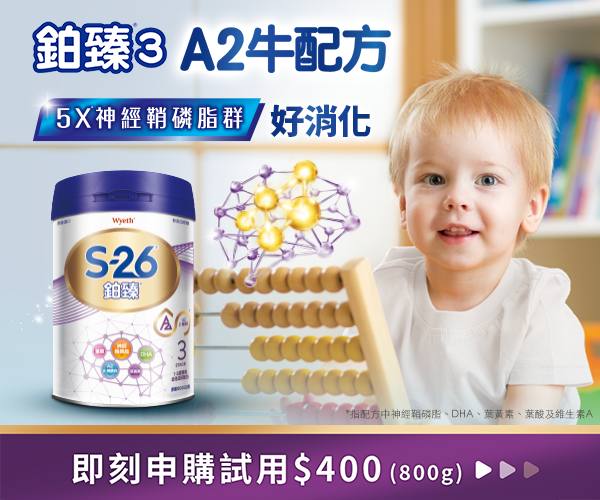 鉑臻®3 A2牛配方
5X神經鞘磷脂群* 好消化
Wyeth®
S-26®
鉑臻®
DHA
A2
3
*指配方中神經鞘磷脂、DHA、葉黃素、葉酸及維生素A
即刻申購試用$400(800g)